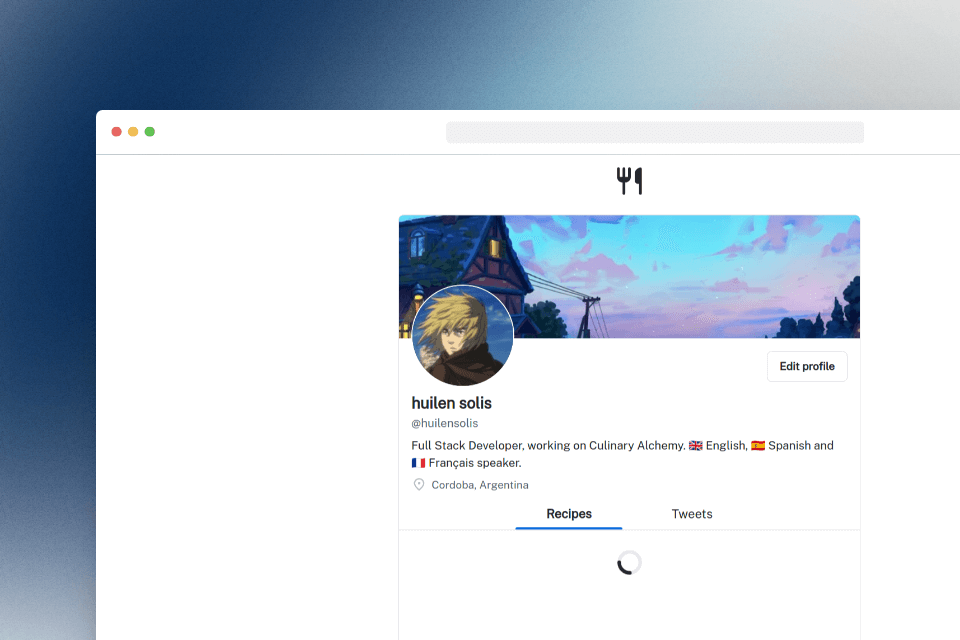 Edit profile
huilen solis
@huilensolis
Full Stack Developer, working on Culinary Alchemy. 🇬🇧 English, 🇪🇸 Spanish and
🇫🇷 Français speaker.
Cordoba, Argentina
Recipes Tweets